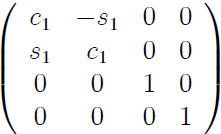 c₁ −s₁ 0 0
s₁ c₁ 0 0
0 0 1 0
0 0 0 1